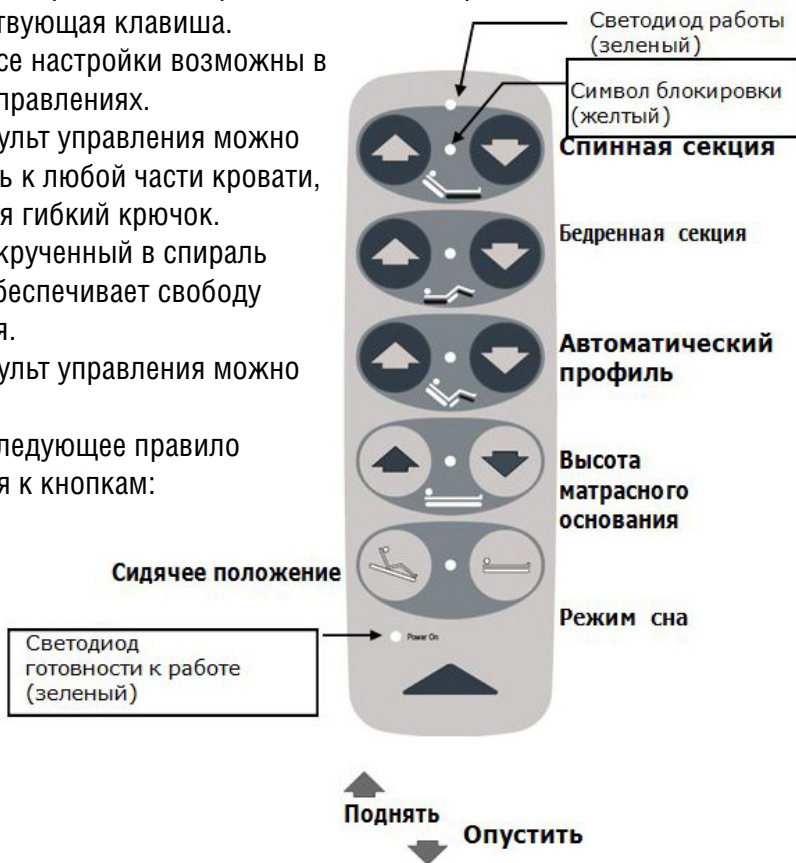 твующая клавиша.
се настройки возможны в
правлениях.
ульт управления можно
ь к любой части кровати,
я гибкий крючок.
крученный в спираль
беспечивает свободу
я.
ульт управления можно
ледующее правило
я к кнопкам:
Светодиод работы
(зеленый)
Символ блокировки
(желтый)
Спинная секция
Бедренная секция
Автоматический
профиль
Высота
матрасного
основания
Сидячее положение
Режим сна
Светодиод
готовности к работе
(зеленый)
Power On
Поднять
Опустить